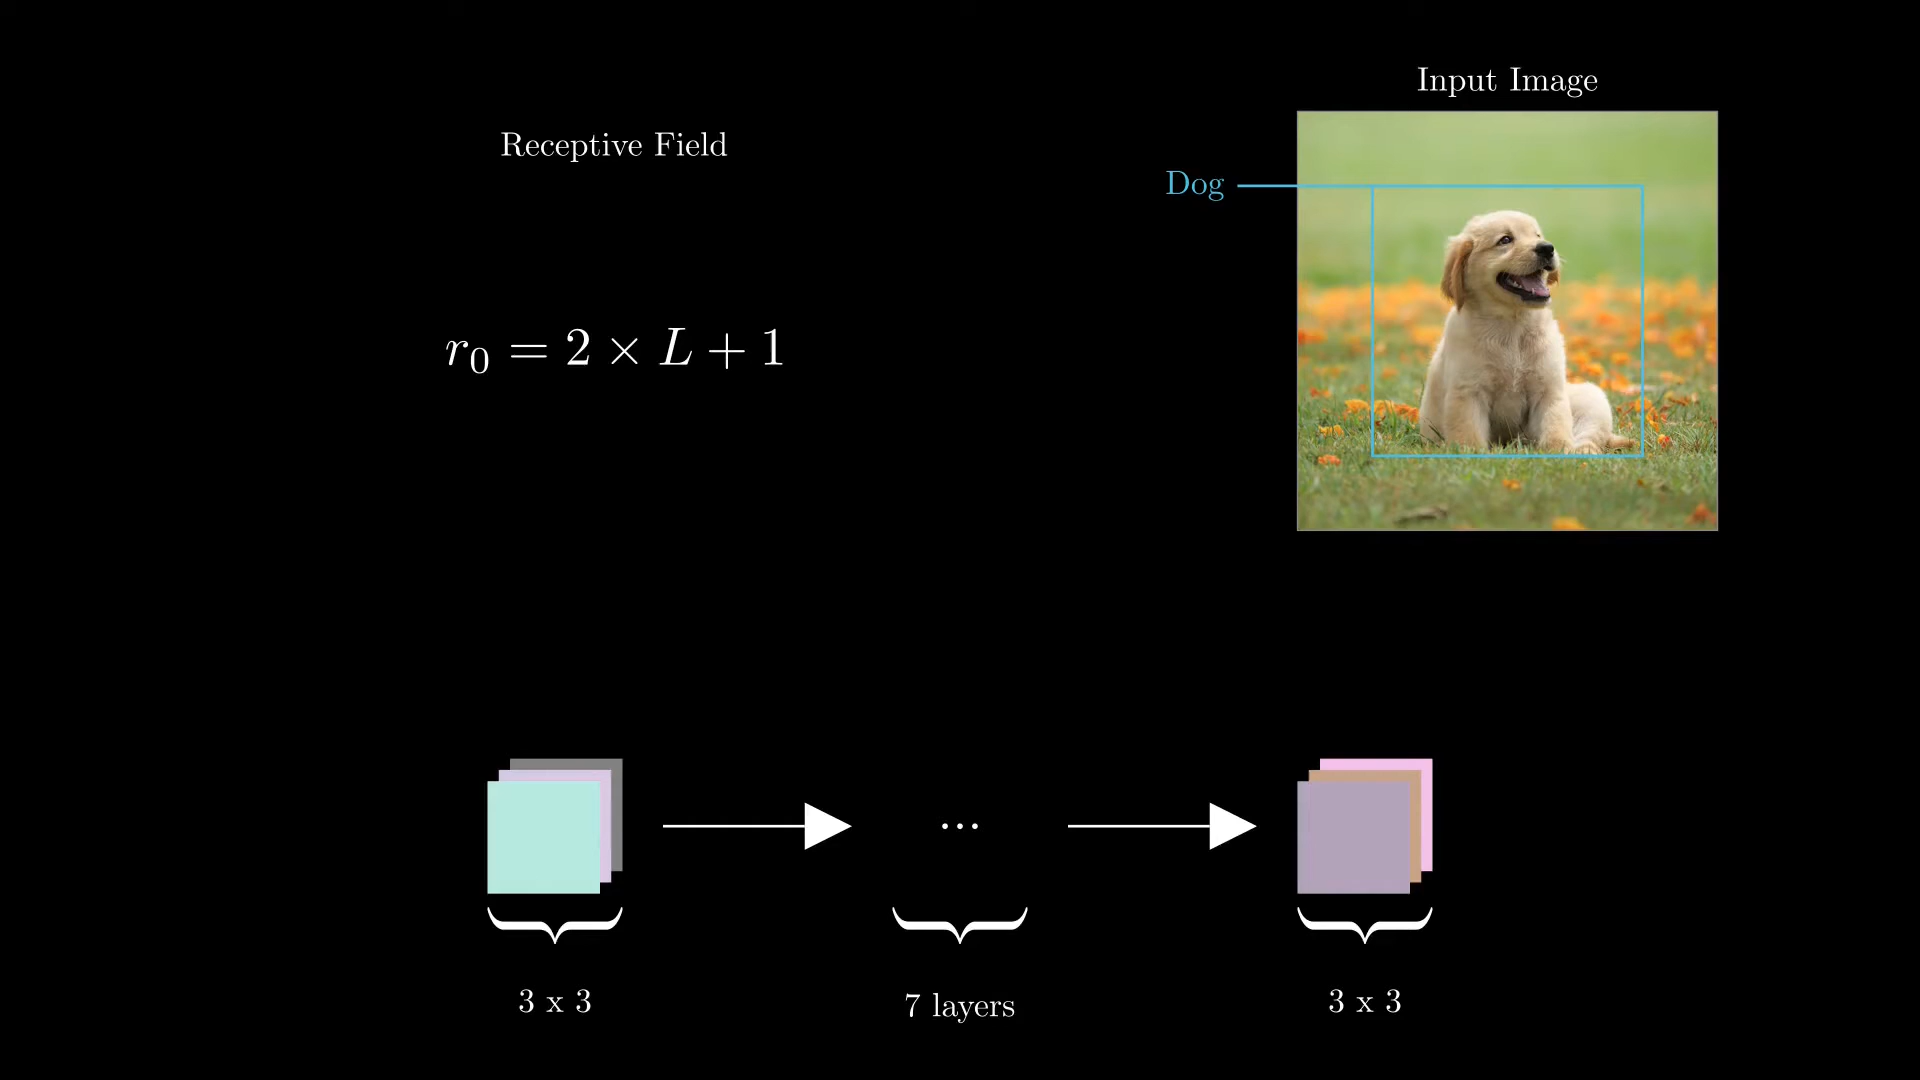 Input Image
Receptive Field
Dog
r₀ = 2 × L + 1
...
3 x 3
7 layers
3 x 3